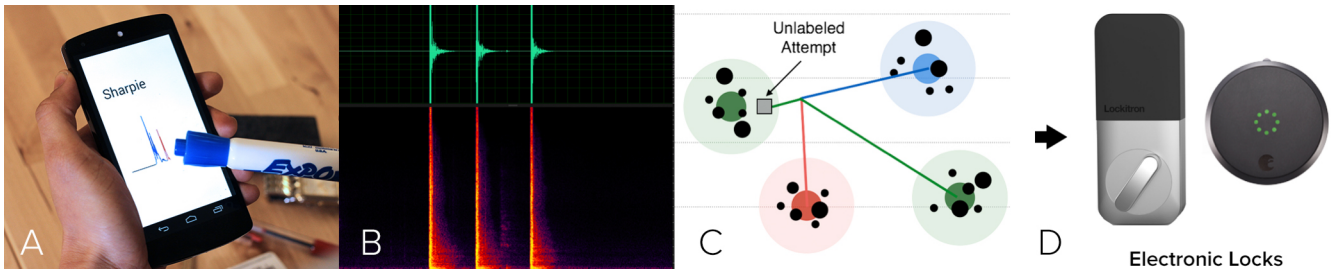 Sharpie
EXPO
A
B
Unlabeled
Attempt
C
D
Lockitron
Electronic Locks